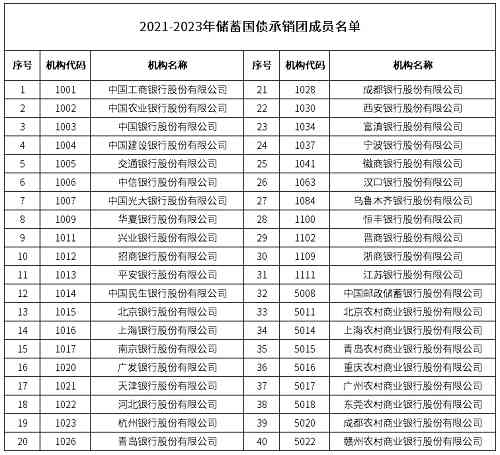 2021-2023年储蓄国债承销团成员名单
序号 机构代码 机构名称 序号 机构代码 机构名称
1 1001 中国工商银行股份有限公司 21 1028 成都银行股份有限公司
2 1002 中国农业银行股份有限公司 22 1030 西安银行股份有限公司
3 1003 中国银行股份有限公司 23 1034 富滇银行股份有限公司
4 1004 中国建设银行股份有限公司 24 1037 宁波银行股份有限公司
5 1005 交通银行股份有限公司 25 1041 徽商银行股份有限公司
6 1006 中信银行股份有限公司 26 1063 汉口银行股份有限公司
7 1007 中国光大银行股份有限公司 27 1084 乌鲁木齐银行股份有限公司
8 1009 华夏银行股份有限公司 28 1100 恒丰银行股份有限公司
9 1011 兴业银行股份有限公司 29 1102 晋商银行股份有限公司
10 1012 招商银行股份有限公司 30 1109 浙商银行股份有限公司
11 1013 平安银行股份有限公司 31 1111 江苏银行股份有限公司
12 1014 中国民生银行股份有限公司 32 5008 中国邮政储蓄银行股份有限公司
13 1015 北京银行股份有限公司 33 5011 北京农村商业银行股份有限公司
14 1016 上海银行股份有限公司 34 5014 上海农村商业银行股份有限公司
15 1017 南京银行股份有限公司 35 5015 青岛农村商业银行股份有限公司
16 1020 广发银行股份有限公司 36 5016 重庆农村商业银行股份有限公司
17 1021 天津银行股份有限公司 37 5017 广州农村商业银行股份有限公司
18 1022 河北银行股份有限公司 38 5018 东莞农村商业银行股份有限公司
19 1023 杭州银行股份有限公司 39 5020 成都农村商业银行股份有限公司
20 1026 青岛银行股份有限公司 40 5022 赣州农村商业银行股份有限公司